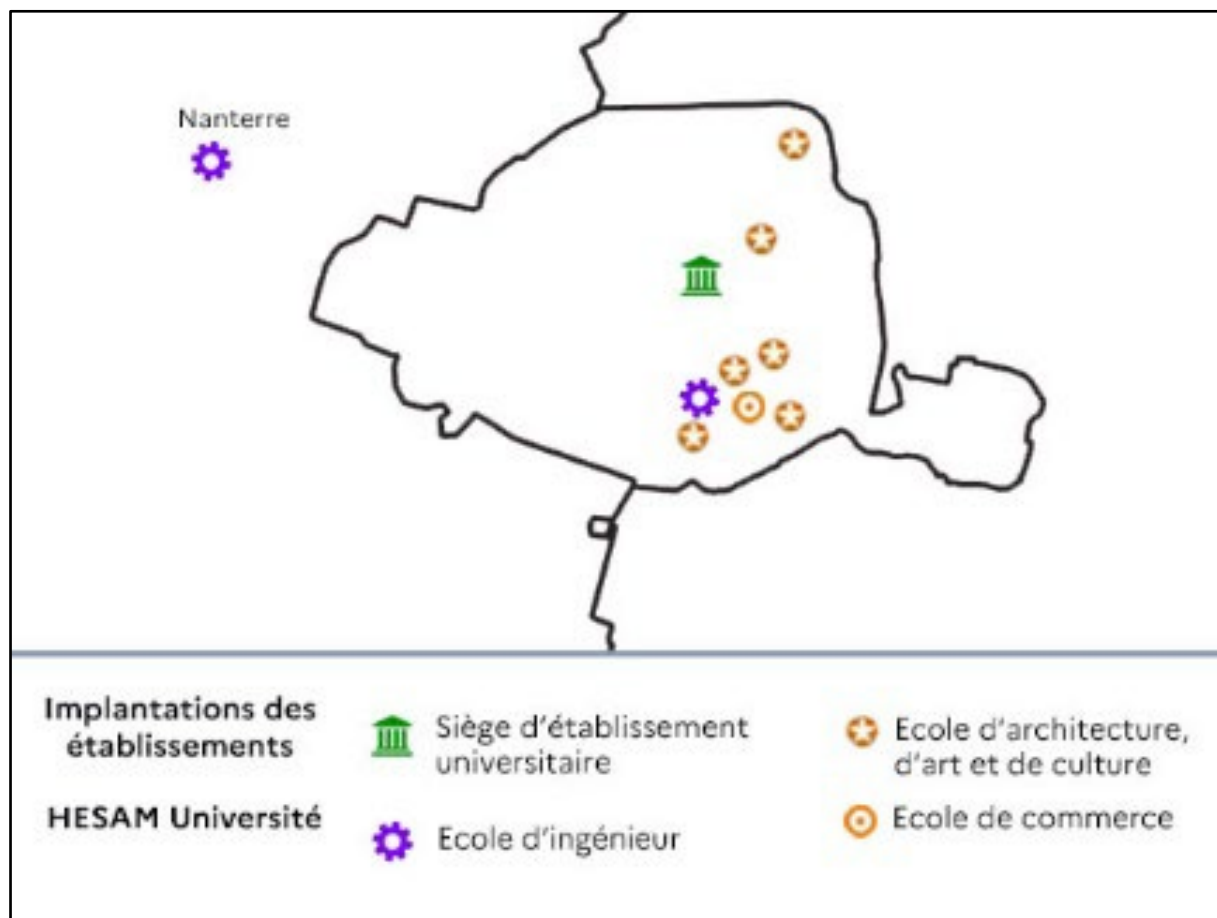 Nanterre
Implantations des
établissements
HESAM Université
Siège d'établissement
universitaire
Ecole d'ingénieur
Ecole d'architecture,
d'art et de culture
Ecole de commerce